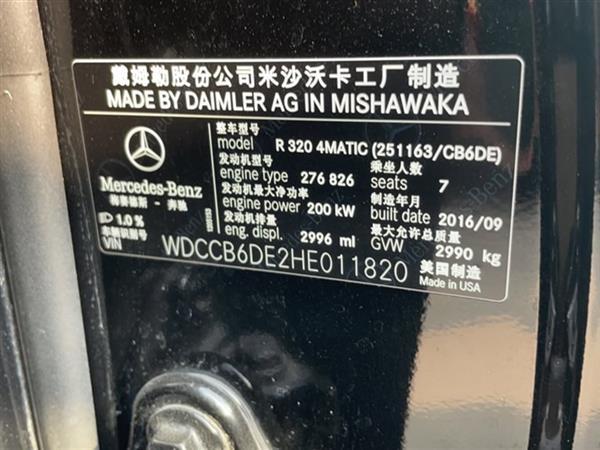 戴姆勒股份公司米沙沃卡工厂制造
MADE BY DAIMLER AG IN MISHAWAKA
整车型号
model R 320 4MATIC (251163/CB6DE)
发动机型号 乘坐人数
engine type 276 826 seats 7
发动机最大净功率 制造年月
engine power 200 kW built date 2016/09
发动机排量 最大允许总质量
eng. displ. 2996 ml GVW 2990 kg
Mercedes-Benz
梅赛德斯-奔驰
1.0 %
车辆识别号
VIN WDCCB6DE2HE011820
美国制造
Made in USA